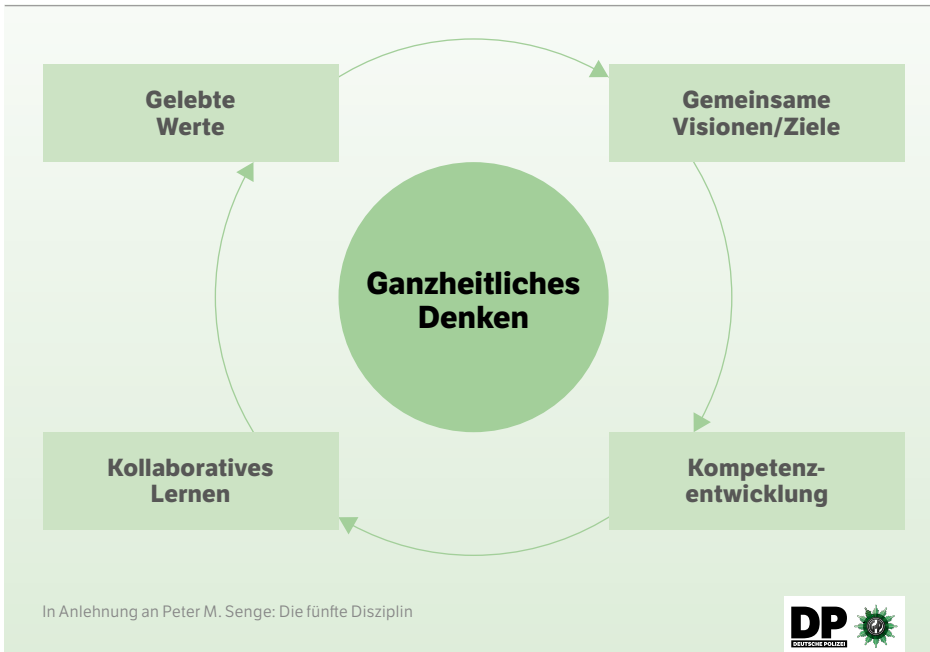 Gelebte
Werte
Gemeinsame
Visionen/Ziele
Ganzheitliches
Denken
Kollaboratives
Lernen
Kompetenz-
entwicklung
In Anlehnung an Peter M. Senge: Die fünfte Disziplin
DP
DEUTSCHE POLIZEI